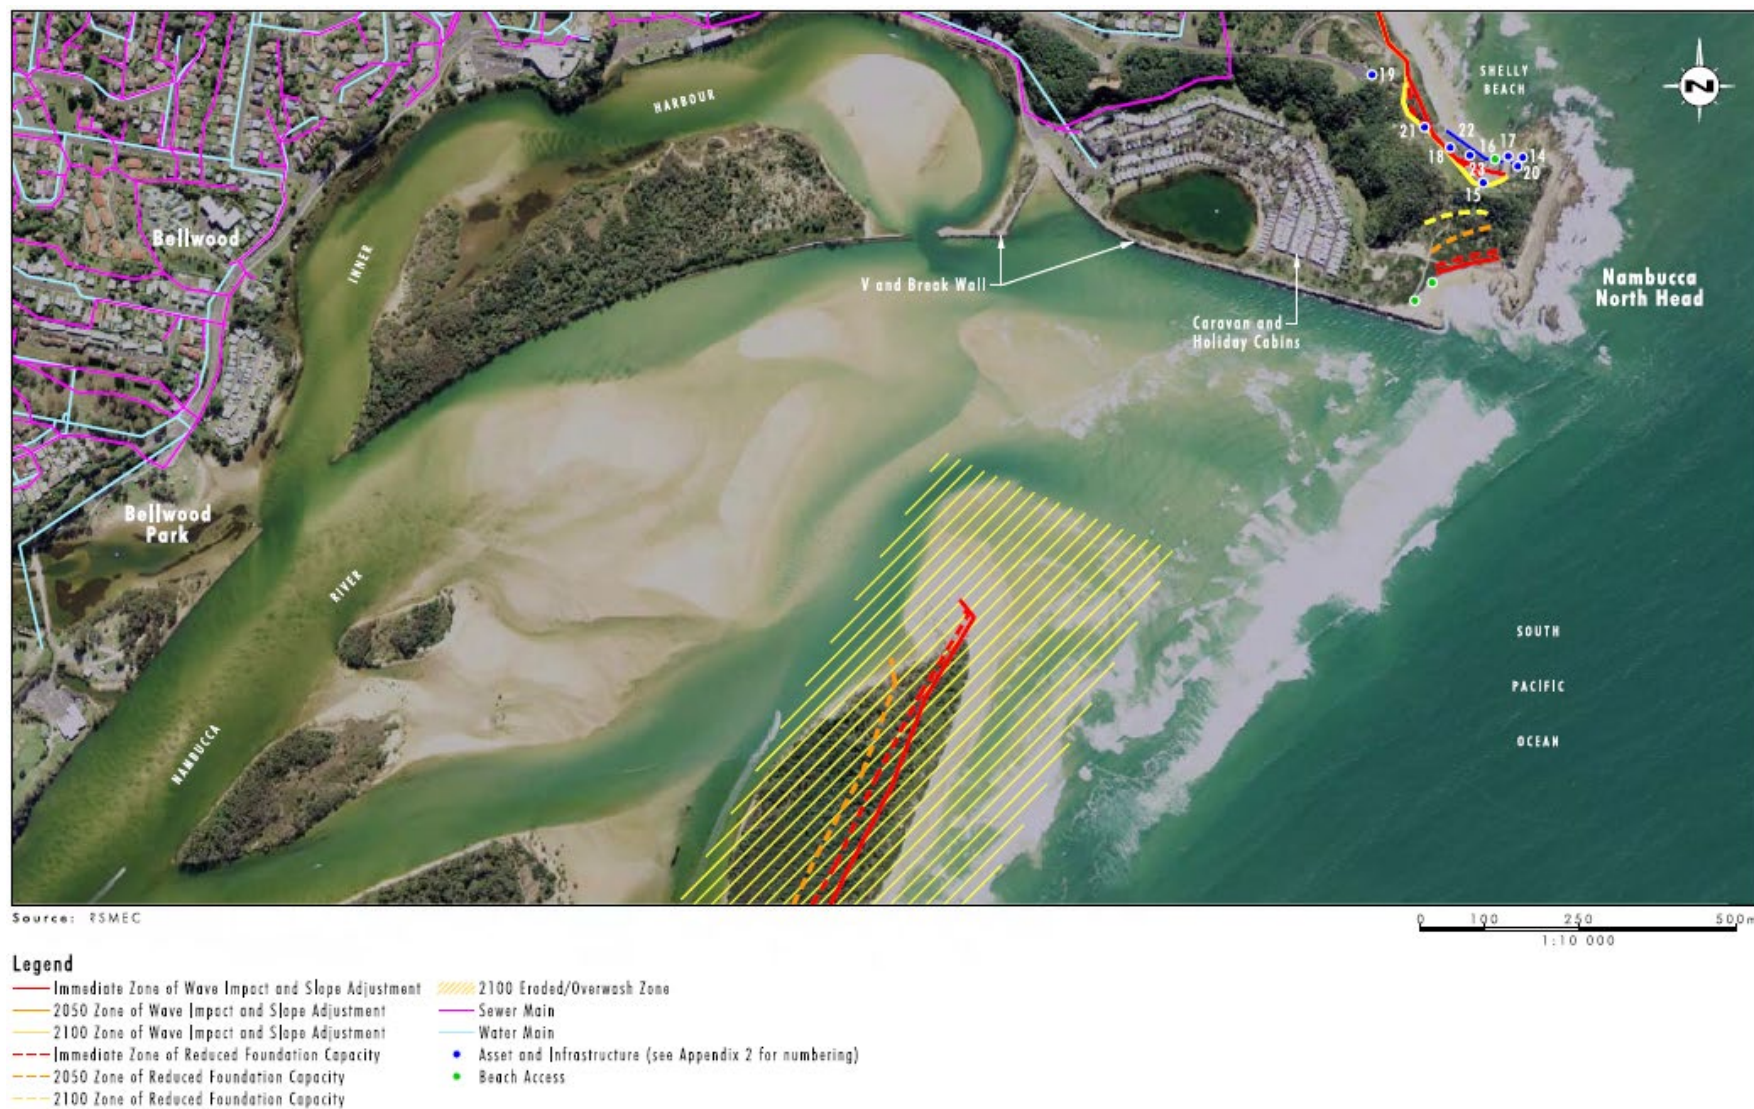 HARBOUR
SHELLY
BEACH
19
21
22
18
16
17
14
20
23
15
N
INNER
Bellwood
V and Break Wall
Caravan and
Holiday Cabins
Nambucca
North Head
Bellwood
Park
RIVER
NAMBUCCA
SOUTH
PACIFIC
OCEAN
Source: RSMEC
0 100 250 500m
1:10 000
Legend
Immediate Zone of Wave Impact and Slope Adjustment
2050 Zone of Wave Impact and Slope Adjustment
2100 Zone of Wave Impact and Slope Adjustment
Immediate Zone of Reduced Foundation Capacity
2050 Zone of Reduced Foundation Capacity
2100 Zone of Reduced Foundation Capacity
2100 Eroded/Overwash Zone
Sewer Main
Water Main
Asset and Infrastructure (see Appendix 2 for numbering)
Beach Access